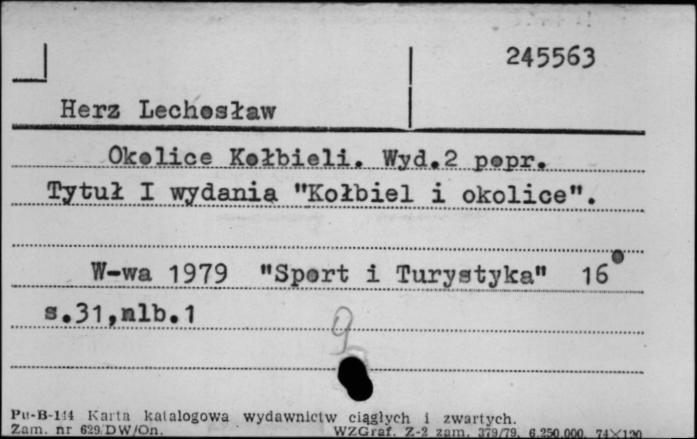 245563
Herz Lechosław
Okolice Kołbieli. Wyd.2 popr.
Tytuł I wydania "Kołbiel i okolice".
W-wa 1979 "Sport i Turystyka" 16°
s.31,nlb.1
9
Pu-B-144 Karta katalogowa wydawnictw ciągłych i zwartych.
Zam. nr 629/DW/On. WZGraf. Z-2 zam. 379/79. 6.250.000. 74X120